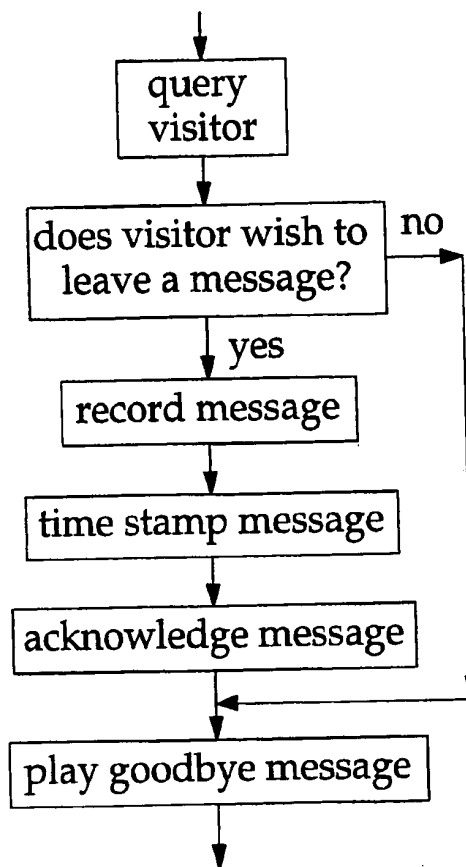 query
visitor
does visitor wish to
leave a message?
no
yes
record message
time stamp message
acknowledge message
play goodbye message